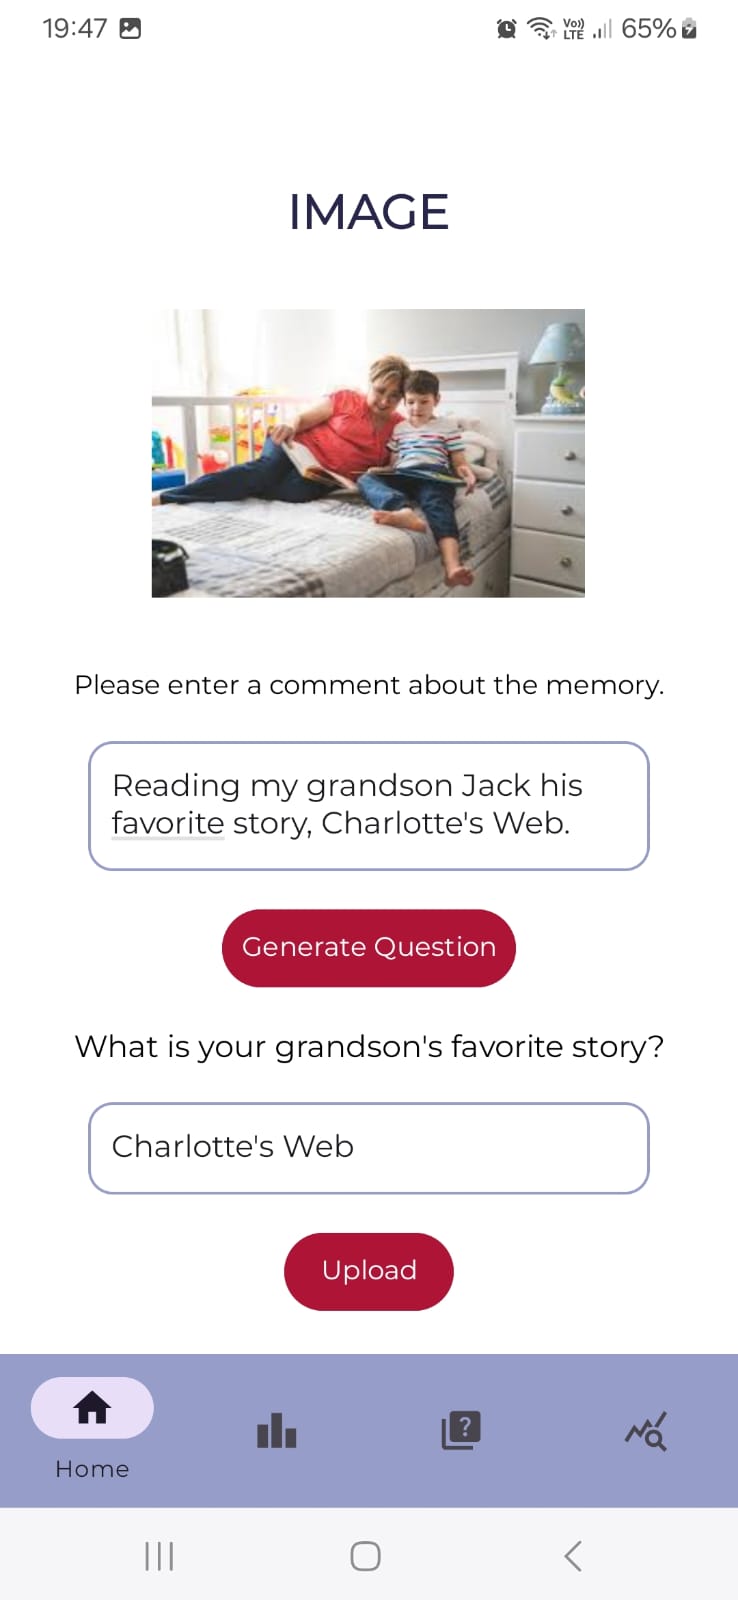 19:47 Vo)) LTE 65%
IMAGE
Please enter a comment about the memory.
Reading my grandson Jack his
favorite story, Charlotte's Web.
Generate Question
What is your grandson's favorite story?
Charlotte's Web
Upload
?
Home